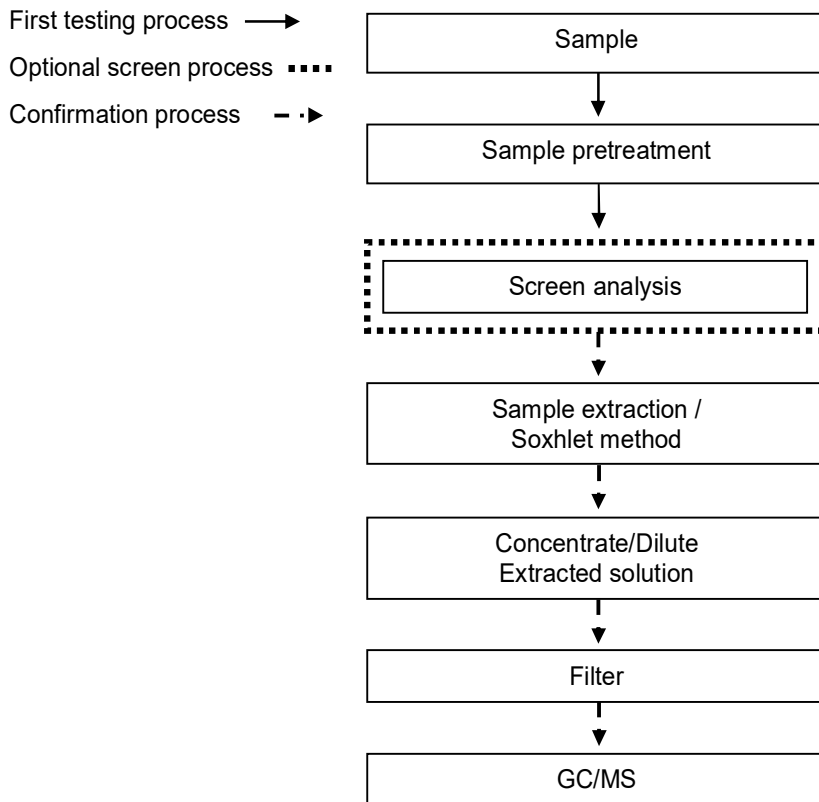 First testing process
Optional screen process
Confirmation process
Sample
Sample pretreatment
Screen analysis
Sample extraction /
Soxhlet method
Concentrate/Dilute
Extracted solution
Filter
GC/MS